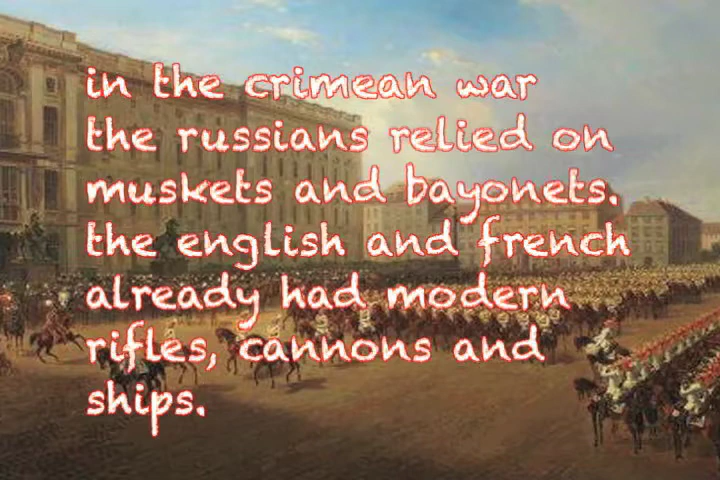 in the crimean war
the russians relied on
muskets and bayonets.
the english and french
already had modern
rifles, cannons and
ships.